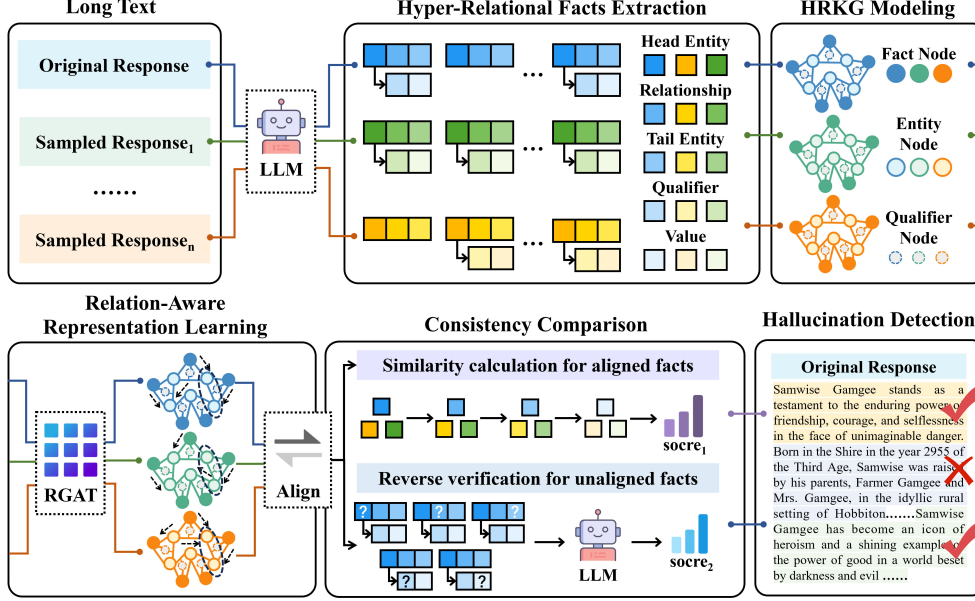 Long Text
Hyper-Relational Facts Extraction
HRKG Modeling
Original Response
Sampled Response1
......
Sampled Responsen
LLM
...
...
...
Head Entity
Relationship
Tail Entity
Qualifier
Value
Fact Node
Entity
Node
Qualifier
Node
Relation-Aware
Representation Learning
Consistency Comparison
Hallucination Detection
RGAT
Align
Similarity calculation for aligned facts
socre1
Reverse verification for unaligned facts
? ? ?
? ?
LLM
socre2
Original Response
Samwise Gamgee stands as a
testament to the enduring power of
friendship, courage, and selflessness
in the face of unimaginable danger.
Born in the Shire in the year 2955 of
the Third Age, Samwise was raised
by his parents, Farmer Gamgee and
Mrs. Gamgee, in the idyllic rural
setting of Hobbiton.......Samwise
Gamgee has become an icon of
heroism and a shining example of
the power of good in a world beset
by darkness and evil ......